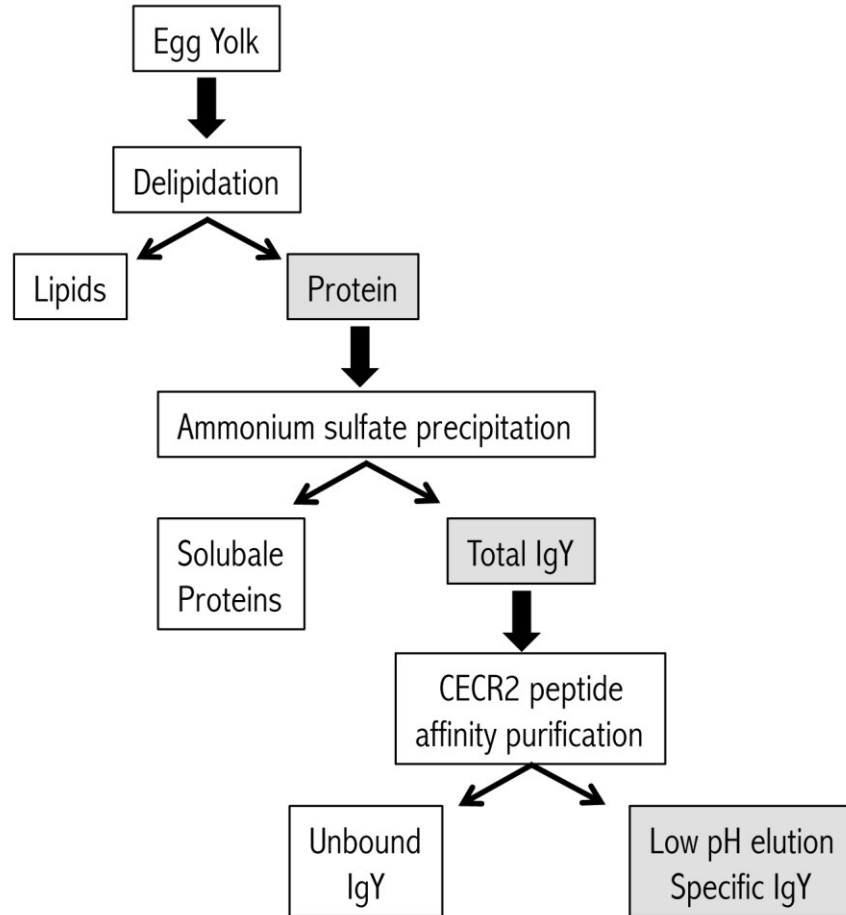 Egg Yolk
Delipidation
Lipids
Protein
Ammonium sulfate precipitation
Solubale
Proteins
Total IgY
CECR2 peptide
affinity purification
Unbound
IgY
Low pH elution
Specific IgY